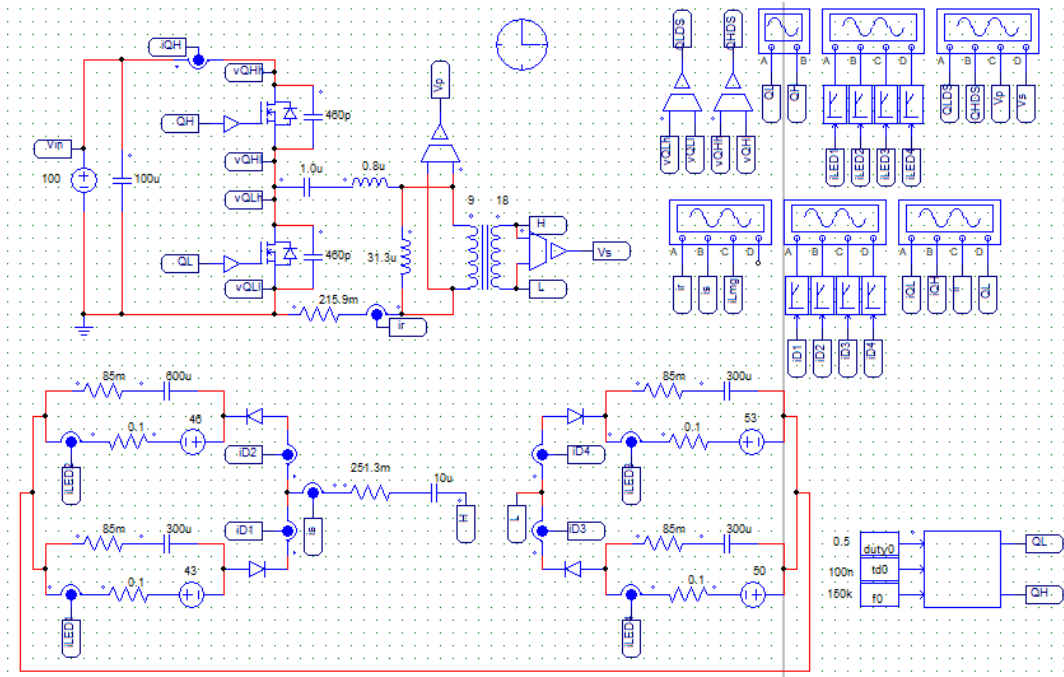 iQH
vQHh
QH
460p
vQHl
Vin
100
100u
1.0u
0.8u
vQLh
QL
460p
vQLl
31.3u
215.9m
ir
Vp
9
18
H
L
Vs
QLDS
QHDS
vQLh
vQLl
vQHh
vQHl
A
B
QL
QH
A
B
C
D
iLED1
iLED2
iLED3
iLED4
A
B
C
D
QLDS
QHDS
Vp
Vs
A
B
C
D
ir
is
iLmg
A
B
C
D
iD1
iD2
iD3
iD4
A
B
C
D
iQL
iQH
ir
QL
85m
600u
0.1
46
iD2
251.3m
10u
is
H
85m
300u
iD1
0.1
43
iLED1
85m
300u
0.1
53
iD4
L
iD3
85m
300u
0.1
50
0.5
duty0
100n
td0
150k
f0
QL
QH